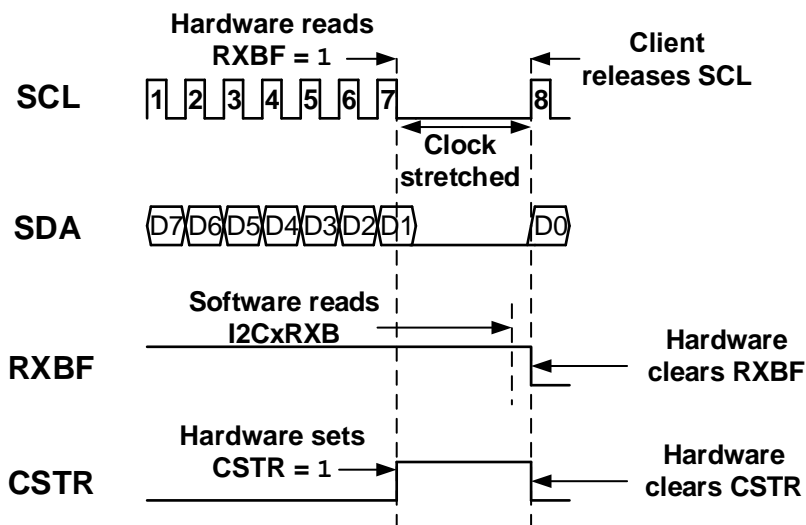 Hardware reads
RXBF = 1
Client
releases SCL
SCL
1 2 3 4 5 6 7 8
Clock
stretched
SDA
D7 D6 D5 D4 D3 D2 D1 D0
Software reads
I2CxRXB
RXBF
Hardware
clears RXBF
Hardware sets
CSTR = 1
CSTR
Hardware
clears CSTR